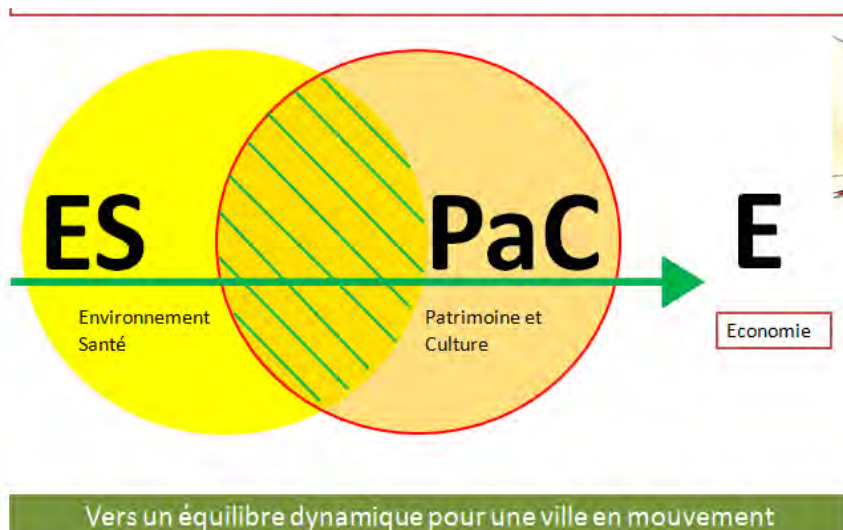 ES PaC E
Environnement
Santé
Patrimoine et
Culture
Economie
Vers un équilibre dynamique pour une ville en mouvement